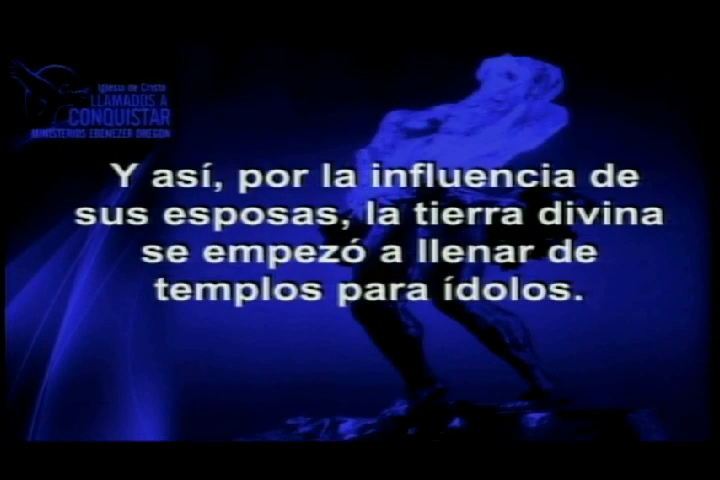 Iglesia de Cristo
LLAMADOS A
CONQUISTAR
MINISTERIOS EBENEZER OREGON
Y así, por la influencia de
sus esposas, la tierra divina
se empezó a llenar de
templos para ídolos.